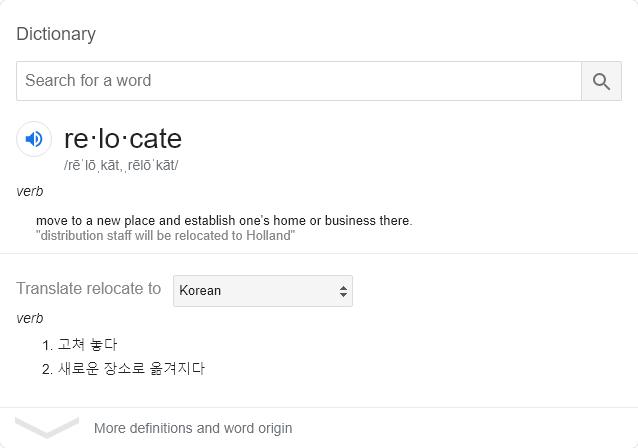 Dictionary
Search for a word
re·lo·cate
/rēˈlōˌkāt,ˌrēlōˈkāt/
verb
move to a new place and establish one's home or business there.
"distribution staff will be relocated to Holland"
Translate relocate to Korean
verb
1. 고쳐 놓다
2. 새로운 장소로 옮겨지다
More definitions and word origin